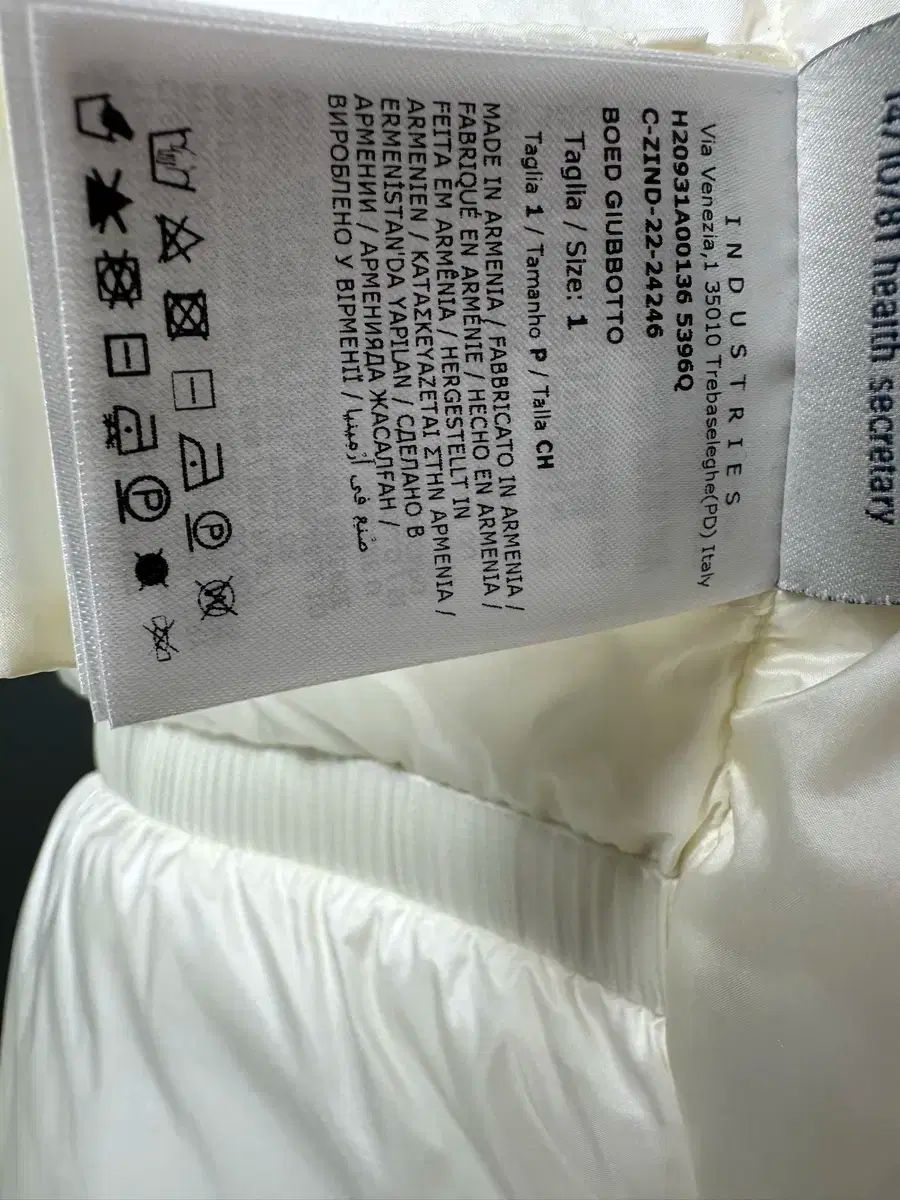 147/10781 health secretary
INDUSTRIES
Via Venezia,1 35010 Trebaseleghe(PD) Italy
H20931A00136 5396Q
C-ZIND-22-24246
BOED GIUBBOTTO
Taglia / Size: 1
Taglia 1 / Tamanho P / Talla CH
MADE IN ARMENIA / FABBRICATO IN ARMENIA /
FABRIQUÉ EN ARMÉNIE / HECHO EN ARMENIA /
FEITA EM ARMÊNIA / HERGESTELLT IN
ARMENIEN / ΚΑΤΑΣΚΕΥΑΖΕΤΑΙ ΣΤΗΝ ΑΡΜΕΝΙΑ /
ERMENİSTAN'DA YAPILAN / СДЕЛАНО В
АРМЕНИИ / АРМЕНИЯДА ЖАСАЛҒАН /
ВИРОБЛЕНО У ВІРМЕНІЇ / صُنِع في أرمينيا
P
W
P